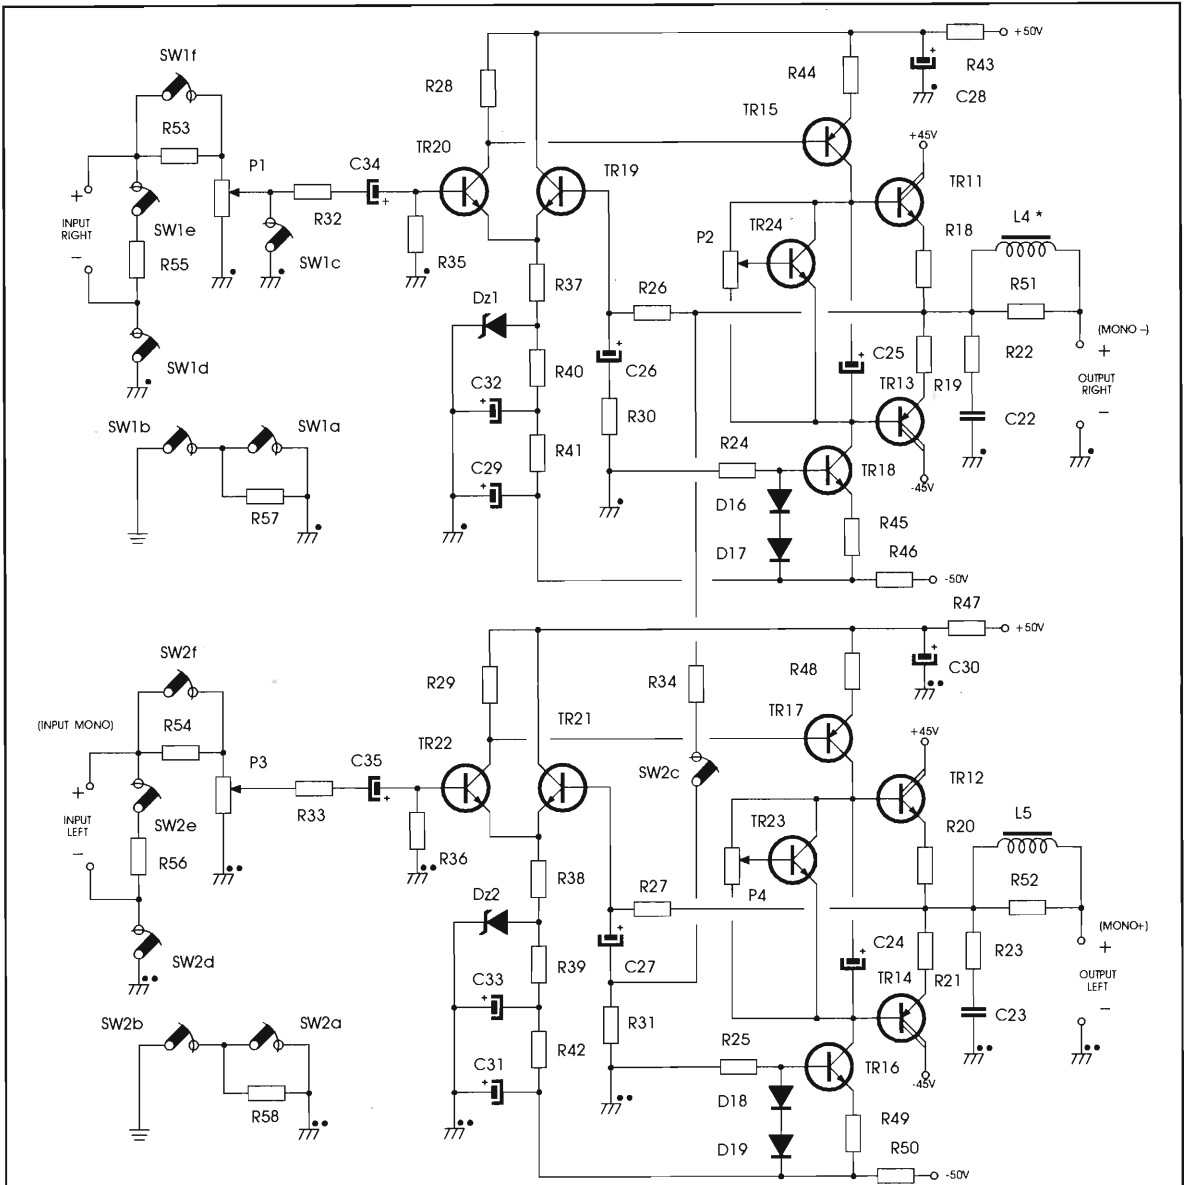 +50V
SW1f
R28
R44
R43
C28
TR15
R53
+45V
P1
C34
TR20
TR19
TR11
+
INPUT
RIGHT
-
SW1e
R32
R18
L4 *
R55
SW1c
R35
P2
TR24
R37
R26
R51
Dz1
(MONO -)
SW1d
R40
C26
C25
R22
+
OUTPUT
RIGHT
-
C32
TR13
R19
SW1b
SW1a
R30
C22
R41
R24
C29
TR18
-45V
R57
D16
R45
D17
R46
-50V
R47
+50V
SW2f
R29
R34
R48
C30
(INPUT MONO)
R54
TR21
TR17
+45V
P3
C35
TR22
SW2c
TR12
+
INPUT
LEFT
-
SW2e
R33
TR23
R20
L5
R56
R36
R38
P4
R27
R52
Dz2
(MONO+)
SW2d
R39
C27
C24
R23
+
OUTPUT
LEFT
-
C33
TR14
R21
SW2b
SW2a
R31
C23
R42
R25
C31
TR16
-45V
R58
D18
R49
D19
R50
-50V
+
+
+
+
+
+
+
+
+
+
+
+